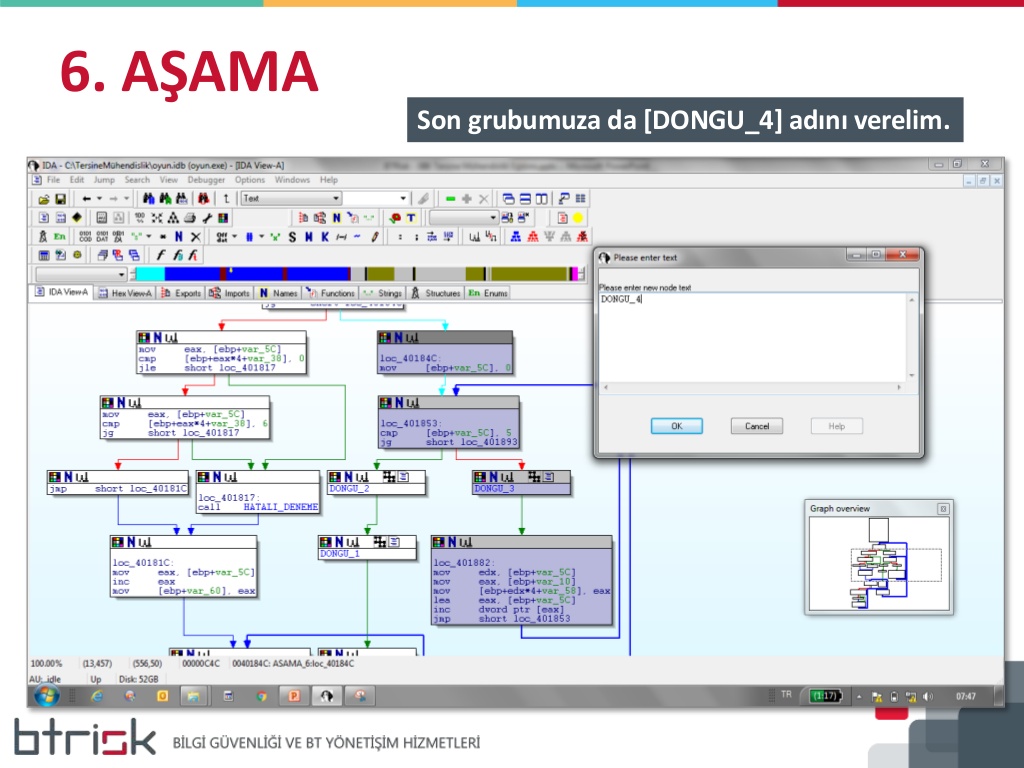 6. AŞAMA
Son grubumuza da [DONGU_4] adını verelim.
IDA - C:\TersineMühendislik\oyun.idb (oyun.exe) - [IDA View-A]
File Edit Jump Search View Debugger Options Windows Help
Text
IDA View-A Hex View-A Exports Imports Names Functions Strings Structures Enums
jg short loc_401846
mov eax, [ebp+var_5C]
cmp [ebp+eax*4+var_38], 0
jle short loc_401817
loc_40184C:
mov [ebp+var_5C], 0
mov eax, [ebp+var_5C]
cmp [ebp+eax*4+var_38], 6
jg short loc_401817
loc_401853:
cmp [ebp+var_5C], 5
jg short loc_401893
jmp short loc_40181C
loc_401817:
call HATALI_DENEME
DONGU_2
DONGU_3
loc_40181C:
mov eax, [ebp+var_5C]
inc eax
mov [ebp+var_60], eax
DONGU_1
loc_401882:
mov edx, [ebp+var_5C]
mov eax, [ebp+var_10]
mov [ebp+edx*4+var_58], eax
lea eax, [ebp+var_5C]
inc dword ptr [eax]
jmp short loc_401853
Please enter text
Please enter new node text
DONGU_4
OK Cancel Help
Graph overview
100.00% (13,457) (556,50) 00000C4C 0040184C: ASAMA_6:loc_40184C
AU: idle Up Disk: 52GB
TR (1:17) 07:47
btrisk BİLGİ GÜVENLİĞİ VE BT YÖNETİŞİM HİZMETLERİ